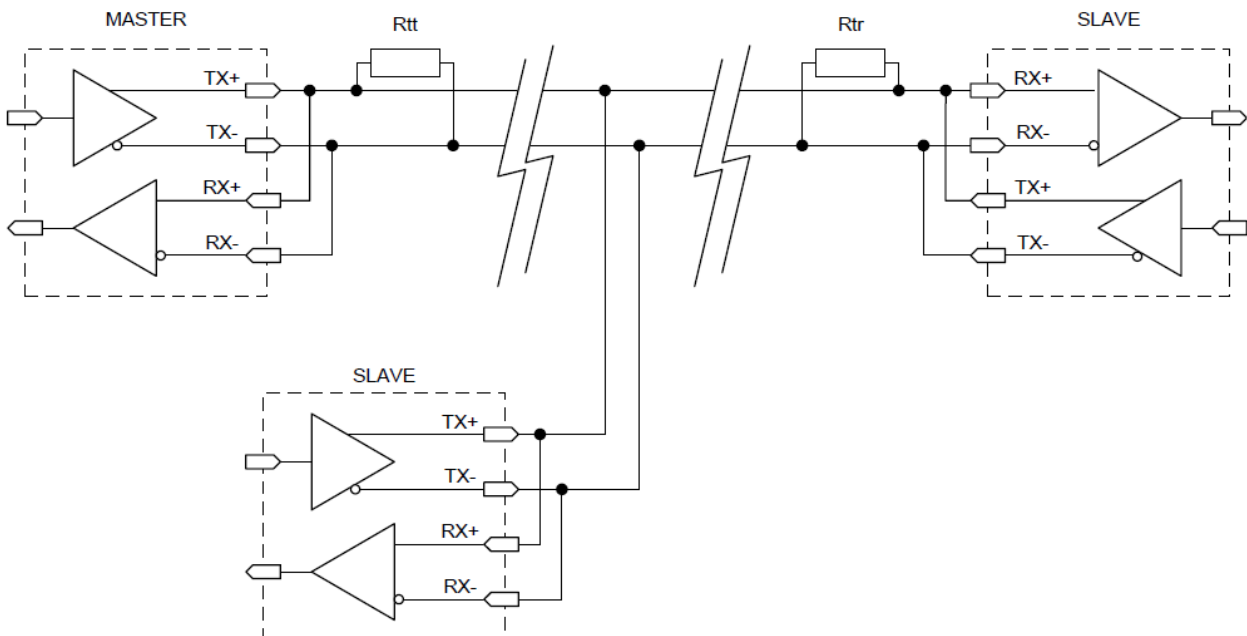 MASTER
Rtt
Rtr
SLAVE
TX+
TX-
RX+
RX-
RX+
RX-
TX+
TX-
SLAVE
TX+
TX-
RX+
RX-